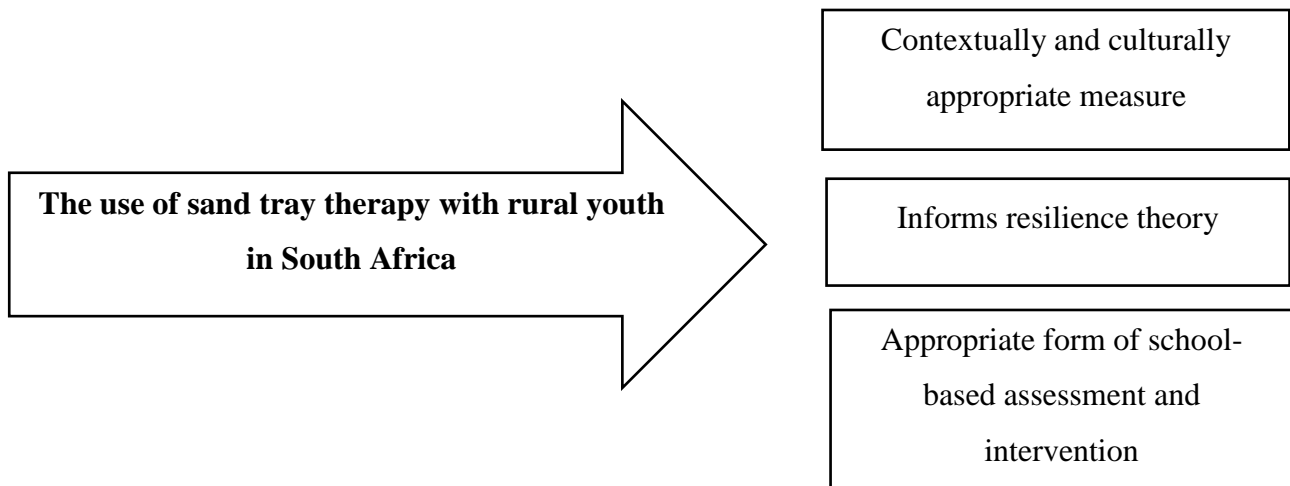 The use of sand tray therapy with rural youth
in South Africa
Contextually and culturally
appropriate measure
Informs resilience theory
Appropriate form of school-
based assessment and
intervention